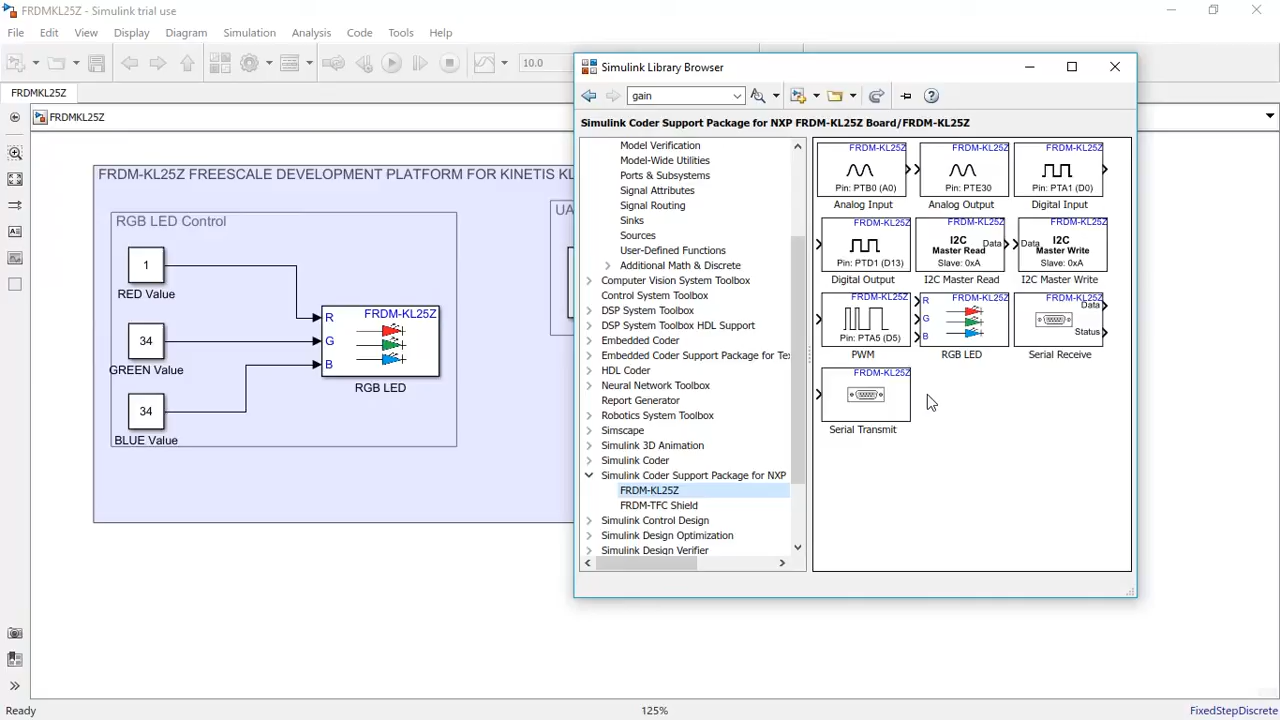 FRDMKL25Z - Simulink trial use
File Edit View Display Diagram Simulation Analysis Code Tools Help
10.0
FRDMKL25Z
FRDMKL25Z
FRDM-KL25Z FREESCALE DEVELOPMENT PLATFORM FOR KINETIS KL
RGB LED Control
UA
1
RED Value
34
GREEN Value
34
BLUE Value
FRDM-KL25Z
R
G
B
RGB LED
Simulink Library Browser
gain
Simulink Coder Support Package for NXP FRDM-KL25Z Board/FRDM-KL25Z
Model Verification
Model-Wide Utilities
Ports & Subsystems
Signal Attributes
Signal Routing
Sinks
Sources
User-Defined Functions
Additional Math & Discrete
Computer Vision System Toolbox
Control System Toolbox
DSP System Toolbox
DSP System Toolbox HDL Support
Embedded Coder
Embedded Coder Support Package for Te
HDL Coder
Neural Network Toolbox
Report Generator
Robotics System Toolbox
Simscape
Simulink 3D Animation
Simulink Coder
Simulink Coder Support Package for NXP
FRDM-KL25Z
FRDM-TFC Shield
Simulink Control Design
Simulink Design Optimization
Simulink Design Verifier
FRDM-KL25Z
Pin: PTB0 (A0)
Analog Input
FRDM-KL25Z
Pin: PTE30
Analog Output
FRDM-KL25Z
Pin: PTA1 (D0)
Digital Input
FRDM-KL25Z
Pin: PTD1 (D13)
Digital Output
FRDM-KL25Z
I2C
Master Read
Data
Slave: 0xA
I2C Master Read
FRDM-KL25Z
I2C
Data
Master Write
Slave: 0xA
I2C Master Write
FRDM-KL25Z
Pin: PTA5 (D5)
PWM
FRDM-KL25Z
R
G
B
RGB LED
FRDM-KL25Z
Data
Status
Serial Receive
FRDM-KL25Z
Serial Transmit
Ready
125%
FixedStepDiscrete